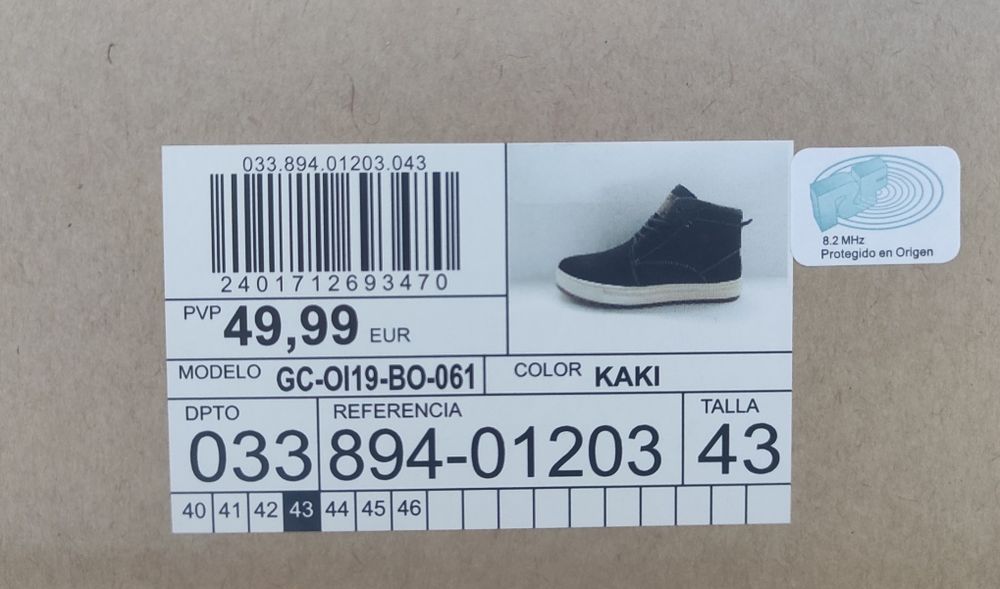 033.894.01203.043
2401712693470
PVP 49,99 EUR
MODELO GC-OI19-BO-061
COLOR KAKI
DPTO
033
REFERENCIA
894-01203
TALLA
43
40 41 42 43 44 45 46
RF
8.2 MHz
Protegido en Origen